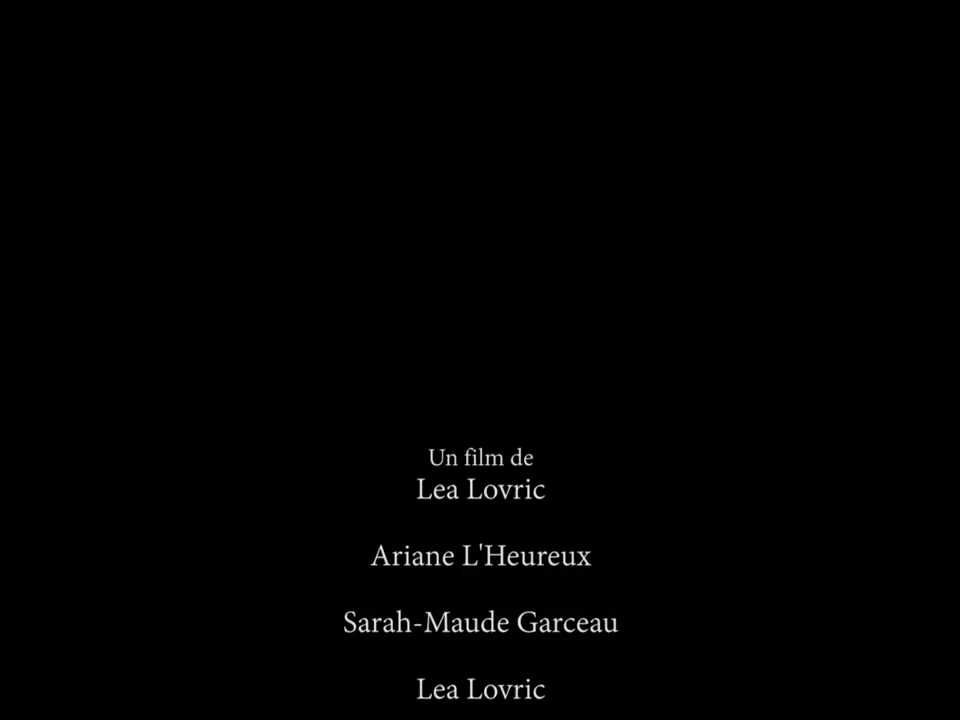 Un film de
Lea Lovric
Ariane L'Heureux
Sarah-Maude Garceau
Lea Lovric